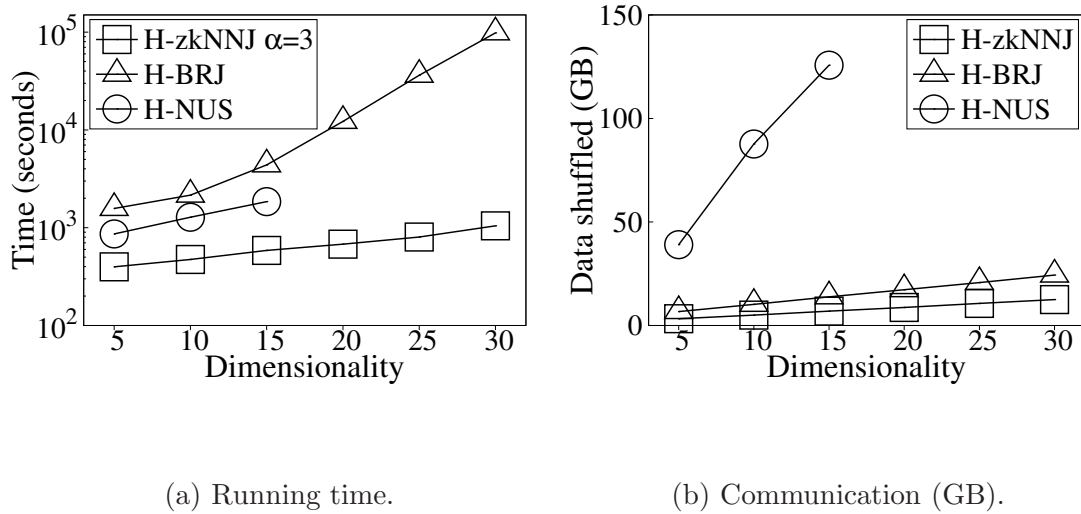 Time (seconds)
10^5
10^4
10^3
10^2
H-zkNNJ α=3
H-BRJ
H-NUS
5 10 15 20 25 30
Dimensionality
(a) Running time.
Data shuffled (GB)
150
100
50
0
H-zkNNJ
H-BRJ
H-NUS
5 10 15 20 25 30
Dimensionality
(b) Communication (GB).